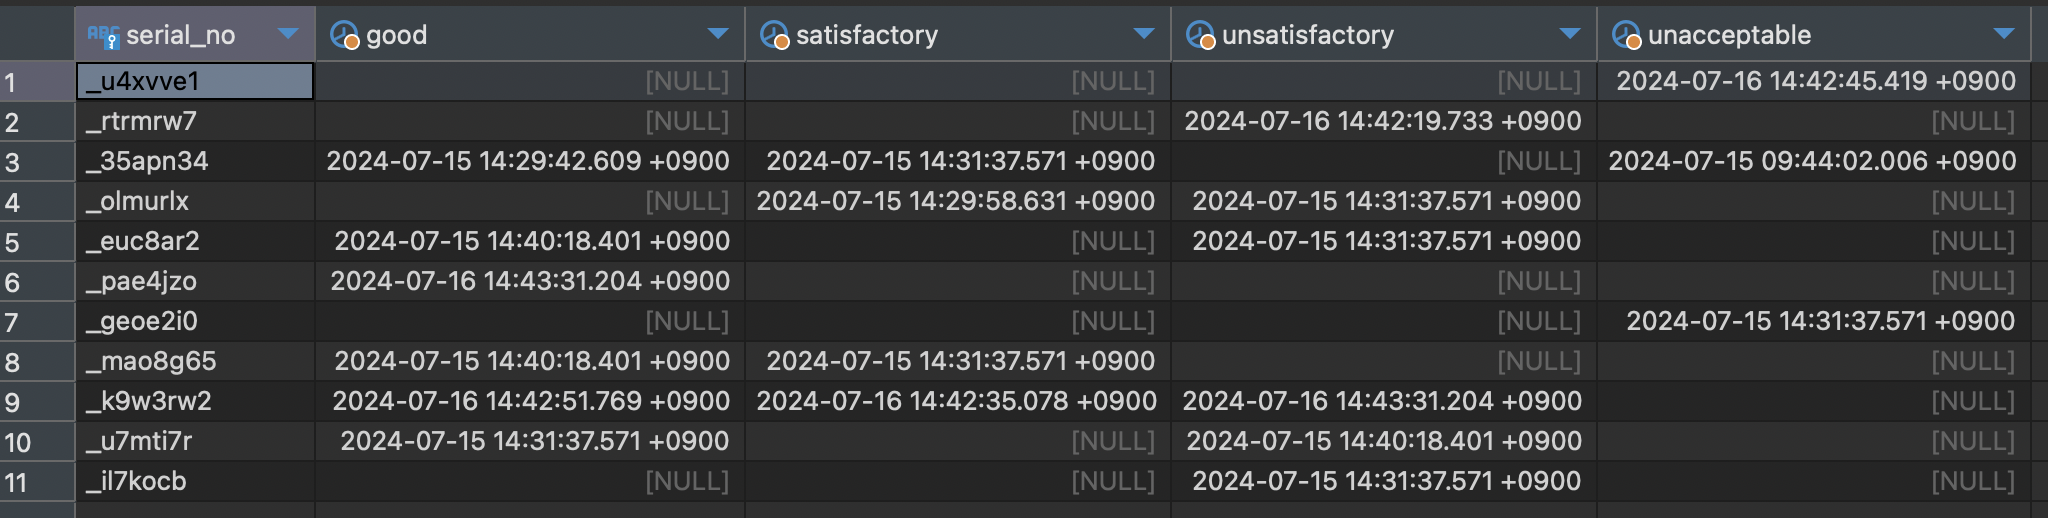 ABC serial_no good satisfactory unsatisfactory unacceptable
1 _u4xvve1 [NULL] [NULL] [NULL] 2024-07-16 14:42:45.419 +0900
2 _rtrmrw7 [NULL] [NULL] 2024-07-16 14:42:19.733 +0900 [NULL]
3 _35apn34 2024-07-15 14:29:42.609 +0900 2024-07-15 14:31:37.571 +0900 [NULL] 2024-07-15 09:44:02.006 +0900
4 _olmurlx [NULL] 2024-07-15 14:29:58.631 +0900 2024-07-15 14:31:37.571 +0900 [NULL]
5 _euc8ar2 2024-07-15 14:40:18.401 +0900 [NULL] 2024-07-15 14:31:37.571 +0900 [NULL]
6 _pae4jzo 2024-07-16 14:43:31.204 +0900 [NULL] [NULL] [NULL]
7 _geoe2i0 [NULL] [NULL] [NULL] 2024-07-15 14:31:37.571 +0900
8 _mao8g65 2024-07-15 14:40:18.401 +0900 2024-07-15 14:31:37.571 +0900 [NULL] [NULL]
9 _k9w3rw2 2024-07-16 14:42:51.769 +0900 2024-07-16 14:42:35.078 +0900 2024-07-16 14:43:31.204 +0900 [NULL]
10 _u7mti7r 2024-07-15 14:31:37.571 +0900 [NULL] 2024-07-15 14:40:18.401 +0900 [NULL]
11 _il7kocb [NULL] [NULL] 2024-07-15 14:31:37.571 +0900 [NULL]